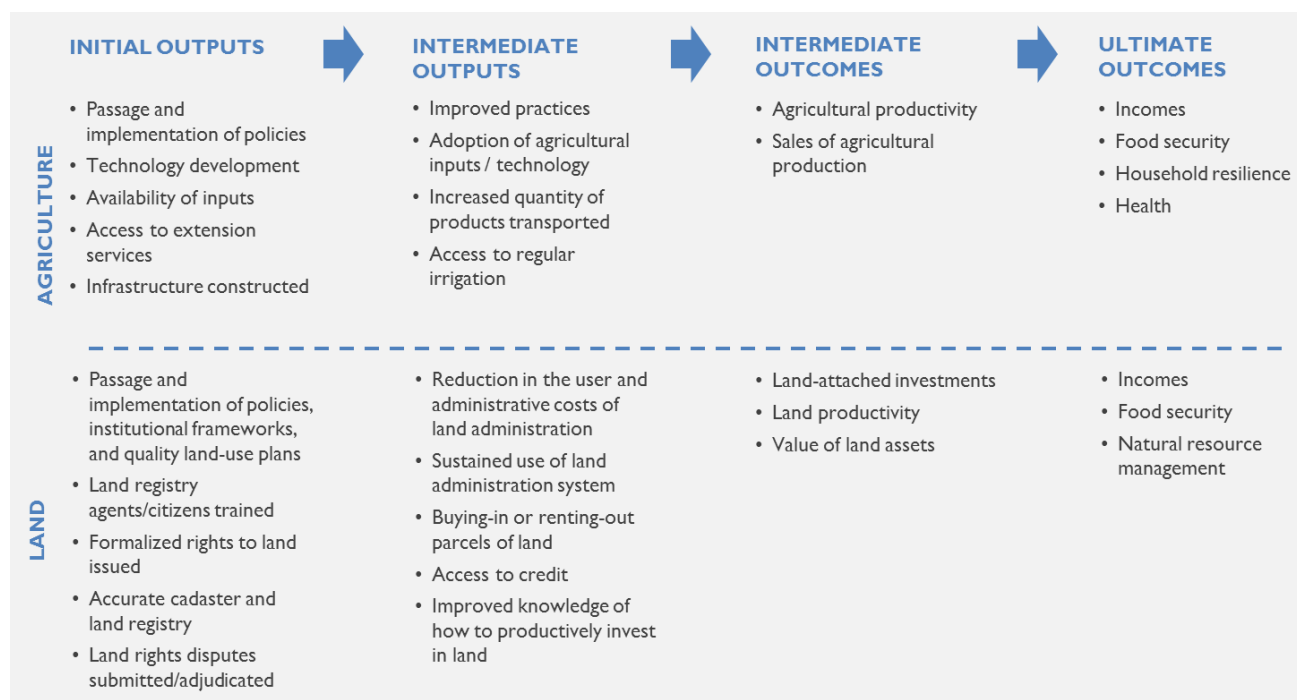 INITIAL OUTPUTS
INTERMEDIATE
OUTPUTS
INTERMEDIATE
OUTCOMES
ULTIMATE
OUTCOMES
AGRICULTURE
• Passage and
implementation of policies
• Technology development
• Availability of inputs
• Access to extension
services
• Infrastructure constructed
• Improved practices
• Adoption of agricultural
inputs / technology
• Increased quantity of
products transported
• Access to regular
irrigation
• Agricultural productivity
• Sales of agricultural
production
• Incomes
• Food security
• Household resilience
• Health
LAND
• Passage and
implementation of policies,
institutional frameworks,
and quality land-use plans
• Land registry
agents/citizens trained
• Formalized rights to land
issued
• Accurate cadaster and
land registry
• Land rights disputes
submitted/adjudicated
• Reduction in the user and
administrative costs of
land administration
• Sustained use of land
administration system
• Buying-in or renting-out
parcels of land
• Access to credit
• Improved knowledge of
how to productively invest
in land
• Land-attached investments
• Land productivity
• Value of land assets
• Incomes
• Food security
• Natural resource
management